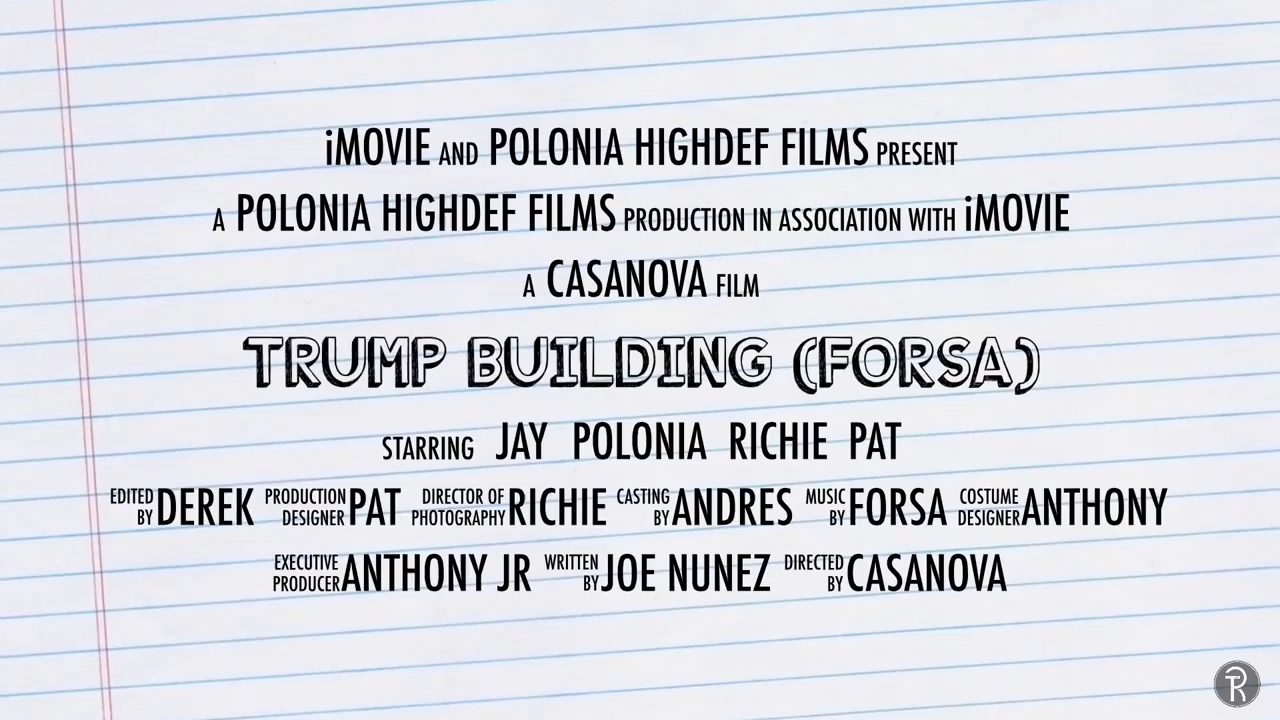 iMOVIE AND POLONIA HIGHDEF FILMS PRESENT
A POLONIA HIGHDEF FILMS PRODUCTION IN ASSOCIATION WITH iMOVIE
A CASANOVA FILM
TRUMP BUILDING (FORSA)
STARRING JAY POLONIA RICHIE PAT
EDITED BY DEREK PRODUCTION DESIGNER PAT DIRECTOR OF PHOTOGRAPHY RICHIE CASTING BY ANDRES MUSIC BY FORSA COSTUME DESIGNER ANTHONY
EXECUTIVE PRODUCER ANTHONY JR WRITTEN BY JOE NUNEZ DIRECTED BY CASANOVA